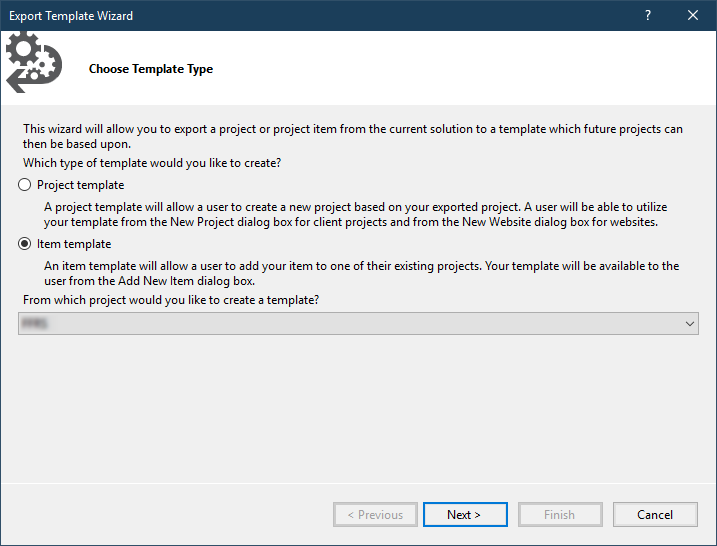 Export Template Wizard
?
Choose Template Type
This wizard will allow you to export a project or project item from the current solution to a template which future projects can
then be based upon.
Which type of template would you like to create?
Project template
A project template will allow a user to create a new project based on your exported project. A user will be able to utilize
your template from the New Project dialog box for client projects and from the New Website dialog box for websites.
Item template
An item template will allow a user to add your item to one of their existing projects. Your template will be available to the
user from the Add New Item dialog box.
From which project would you like to create a template?
< Previous
Next >
Finish
Cancel